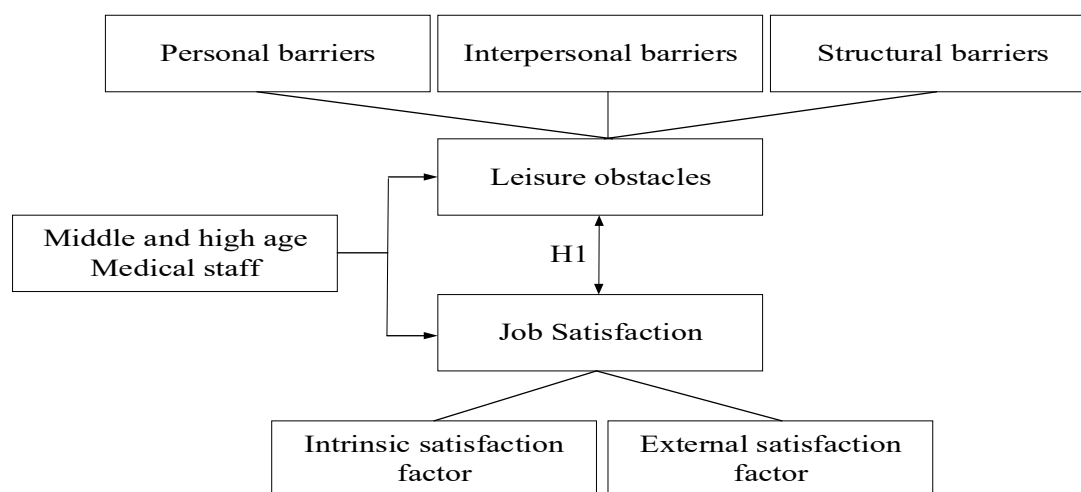 Personal barriers
Interpersonal barriers
Structural barriers
Leisure obstacles
Middle and high age
Medical staff
H1
Job Satisfaction
Intrinsic satisfaction
factor
External satisfaction
factor